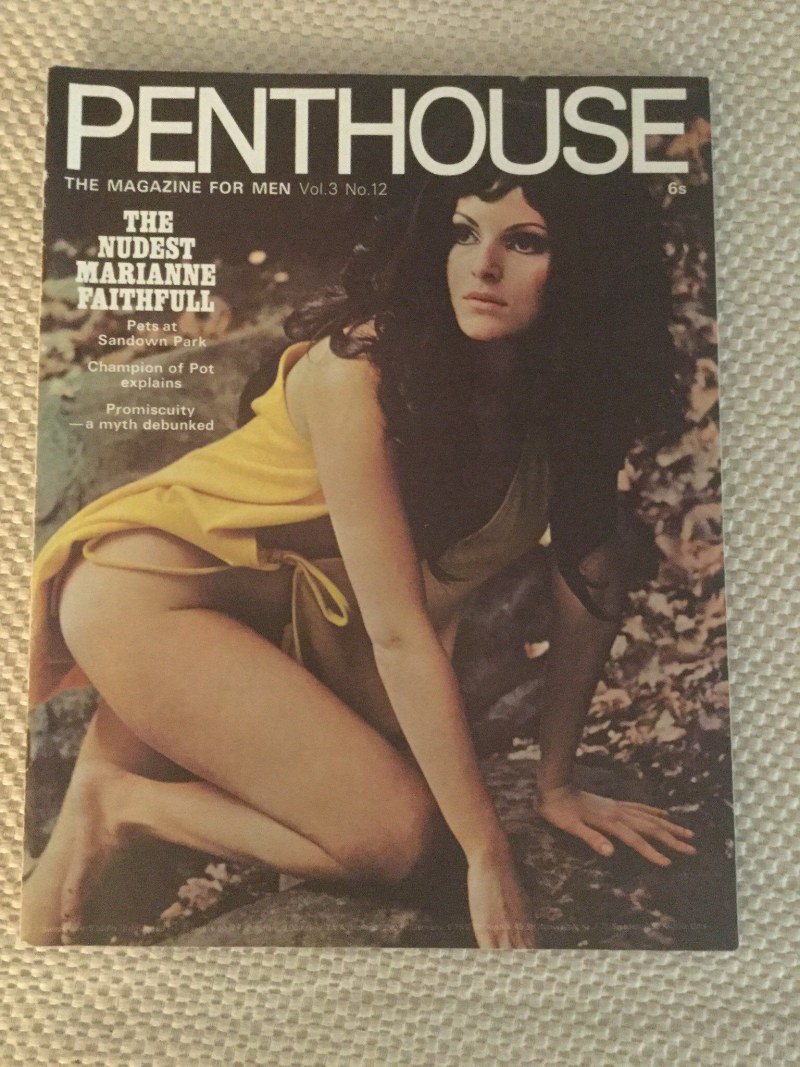 PENTHOUSE
THE MAGAZINE FOR MEN Vol.3 No.12
6s
THE
NUDEST
MARIANNE
FAITHFULL
Pets at
Sandown Park
Champion of Pot
explains
Promiscuity
—a myth debunked